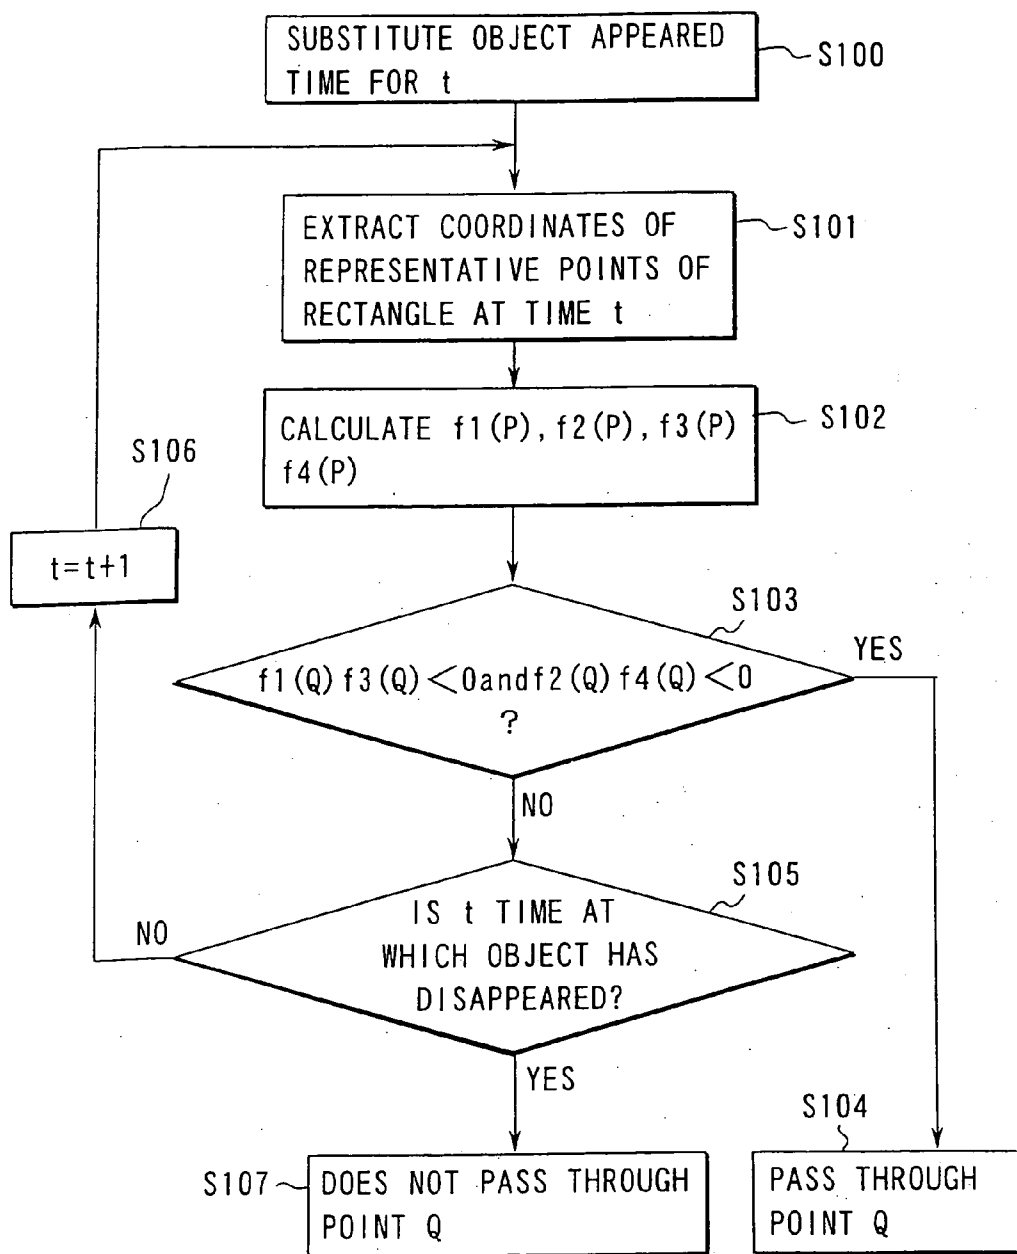 SUBSTITUTE OBJECT APPEARED
TIME FOR t
S100
EXTRACT COORDINATES OF
REPRESENTATIVE POINTS OF
RECTANGLE AT TIME t
S101
CALCULATE f1(P), f2(P), f3(P)
f4(P)
S102
S106
t=t+1
S103
f1(Q)f3(Q)<0andf2(Q)f4(Q)<0
?
YES
NO
S105
IS t TIME AT
WHICH OBJECT HAS
DISAPPEARED?
NO
YES
S104
S107
DOES NOT PASS THROUGH
POINT Q
PASS THROUGH
POINT Q